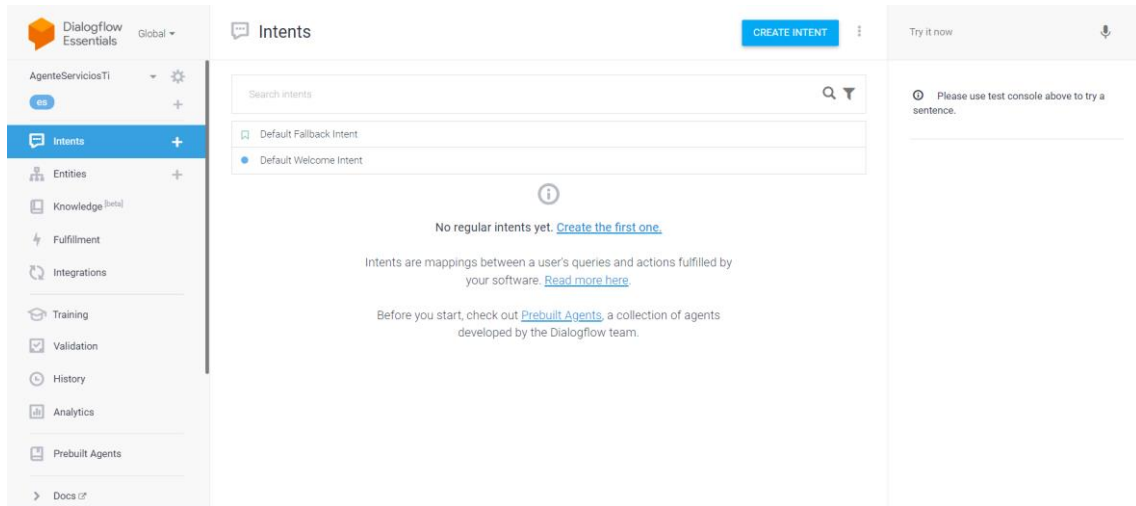 Dialogflow
Essentials
Global
AgenteServiciosTi
es
Intents
Entities
Knowledge [beta]
Fulfillment
Integrations
Training
Validation
History
Analytics
Prebuilt Agents
Docs
Intents
CREATE INTENT
Search intents
Default Fallback Intent
Default Welcome Intent
No regular intents yet. Create the first one.
Intents are mappings between a user's queries and actions fulfilled by
your software. Read more here.
Before you start, check out Prebuilt Agents, a collection of agents
developed by the Dialogflow team.
Try it now
Please use test console above to try a
sentence.